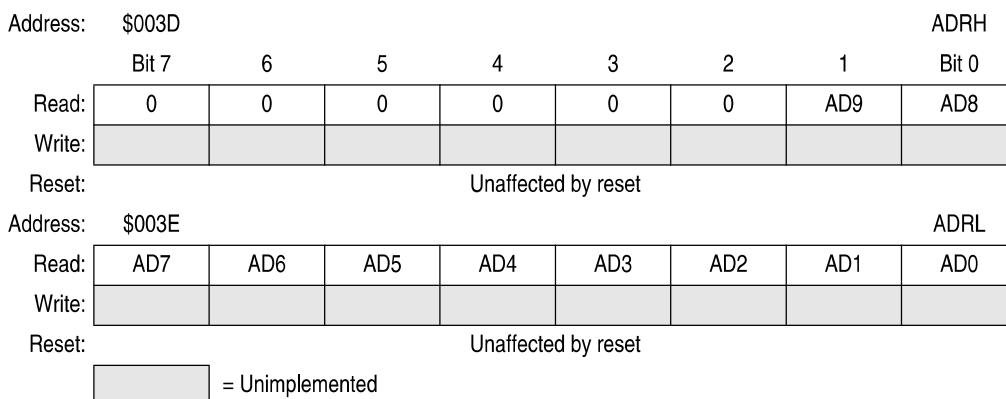 Address: $003D ADRH
Bit 7 6 5 4 3 2 1 Bit 0
Read: 0 0 0 0 0 0 AD9 AD8
Write:
Reset: Unaffected by reset
Address: $003E ADRL
Read: AD7 AD6 AD5 AD4 AD3 AD2 AD1 AD0
Write:
Reset: Unaffected by reset
= Unimplemented